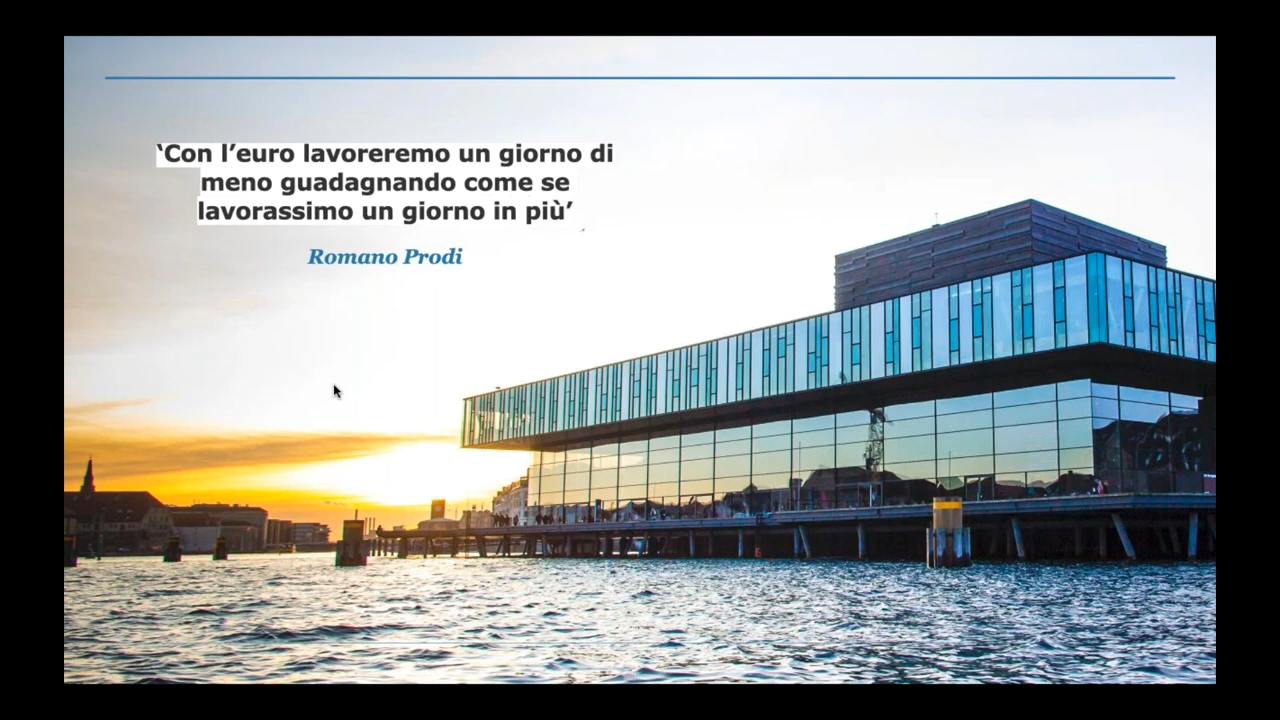 ‘Con l’euro lavoreremo un giorno di
meno guadagnando come se
lavorassimo un giorno in più’
Romano Prodi